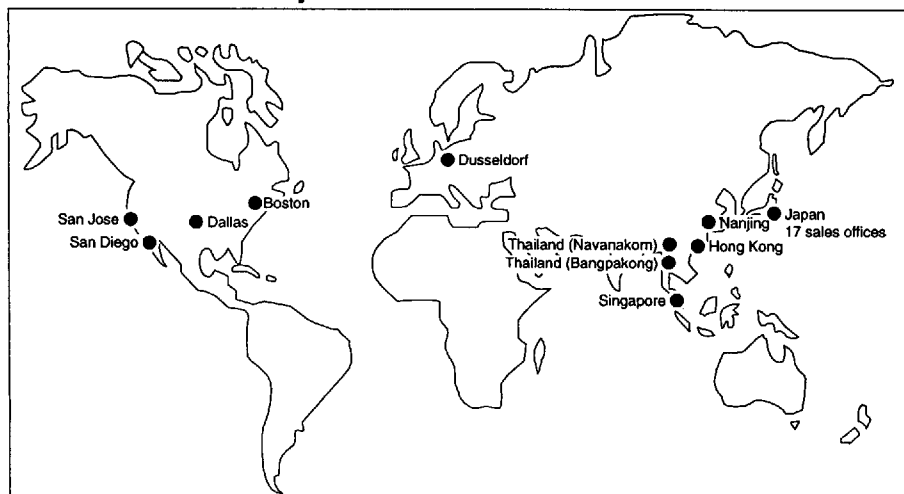 Boston
San Jose
Dallas
San Diego
Dusseldorf
Japan
17 sales offices
Nanjing
Thailand (Navanakorn)
Hong Kong
Thailand (Bangpakong)
Singapore